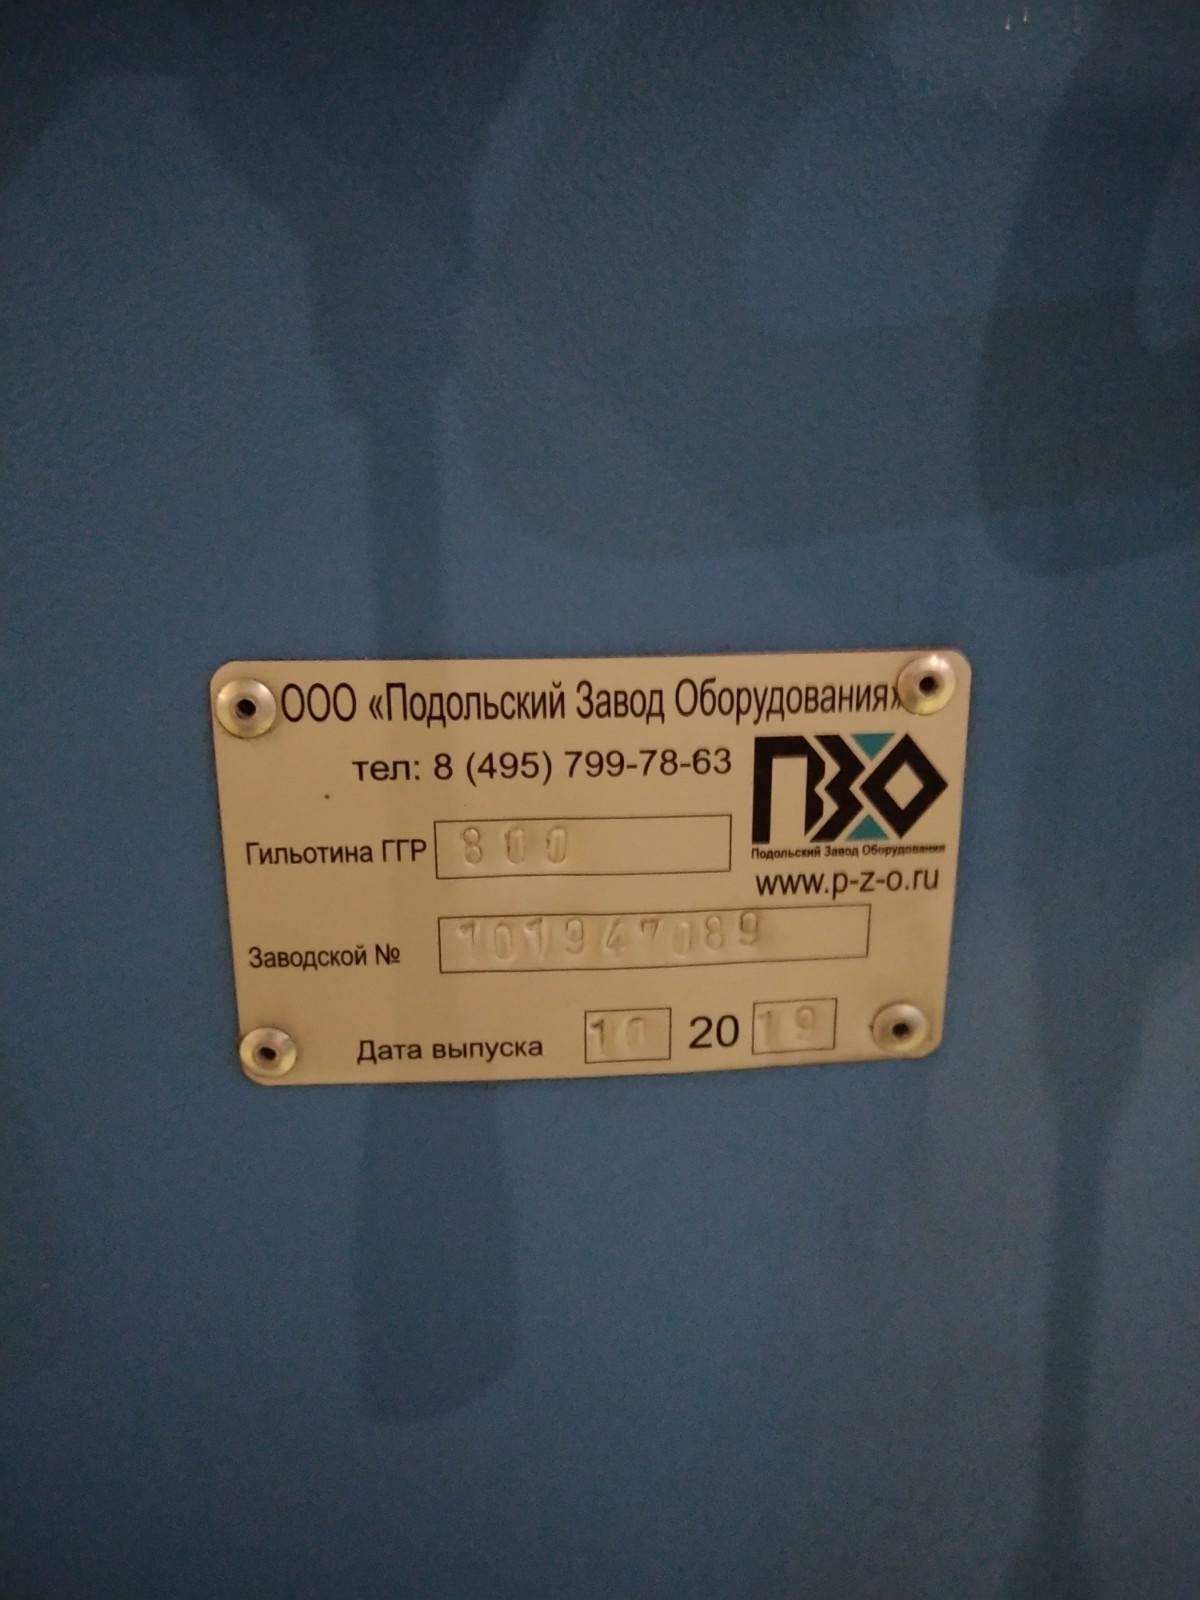 ООО «Подольский Завод Оборудования»
тел: 8 (495) 799-78-63
ПЗО
Подольский Завод Оборудования
www.p-z-o.ru
Гильотина ГГР 800
Заводской № 101947089
Дата выпуска 10 2019